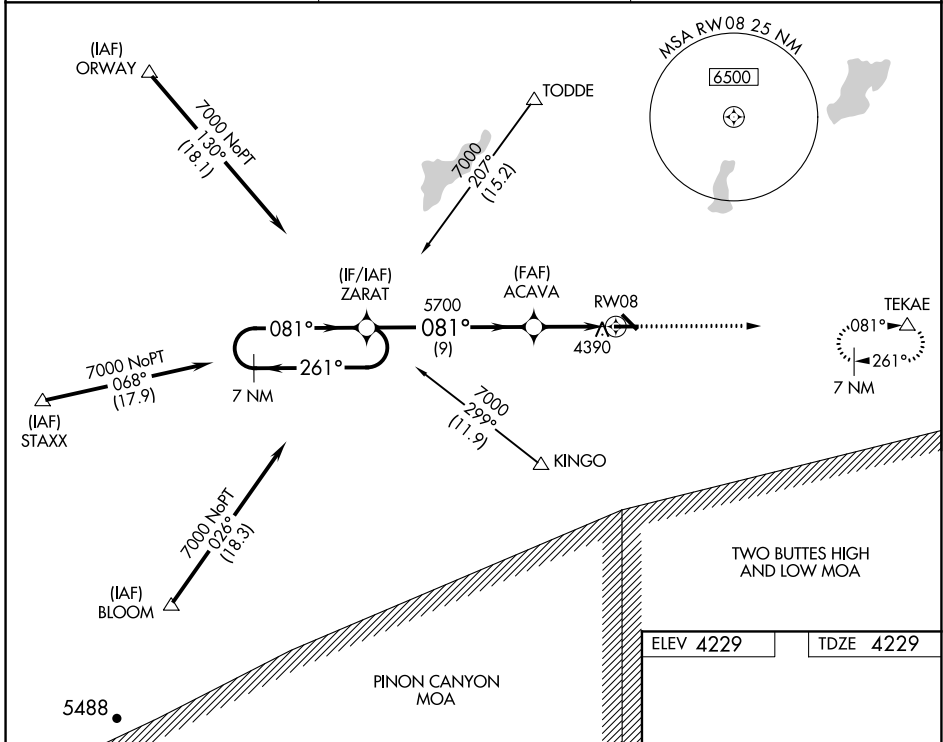 (IAF)
ORWAY
7000 NoPT
130°
(18.1)
TODDE
7000
207°
(15.2)
MSA RW08 25 NM
6500
(IF/IAF)
ZARAT
(FAF)
ACAVA
RW08
TEKAE
081°
5700
081°
(9)
4390
081°
261°
7 NM
261°
7 NM
7000 NoPT
068°
(17.9)
(IAF)
STAXX
7000
299°
(11.9)
KINGO
7000 NoPT
026°
(18.3)
(IAF)
BLOOM
TWO BUTTES HIGH
AND LOW MOA
PINON CANYON
MOA
5488
ELEV 4229
TDZE 4229